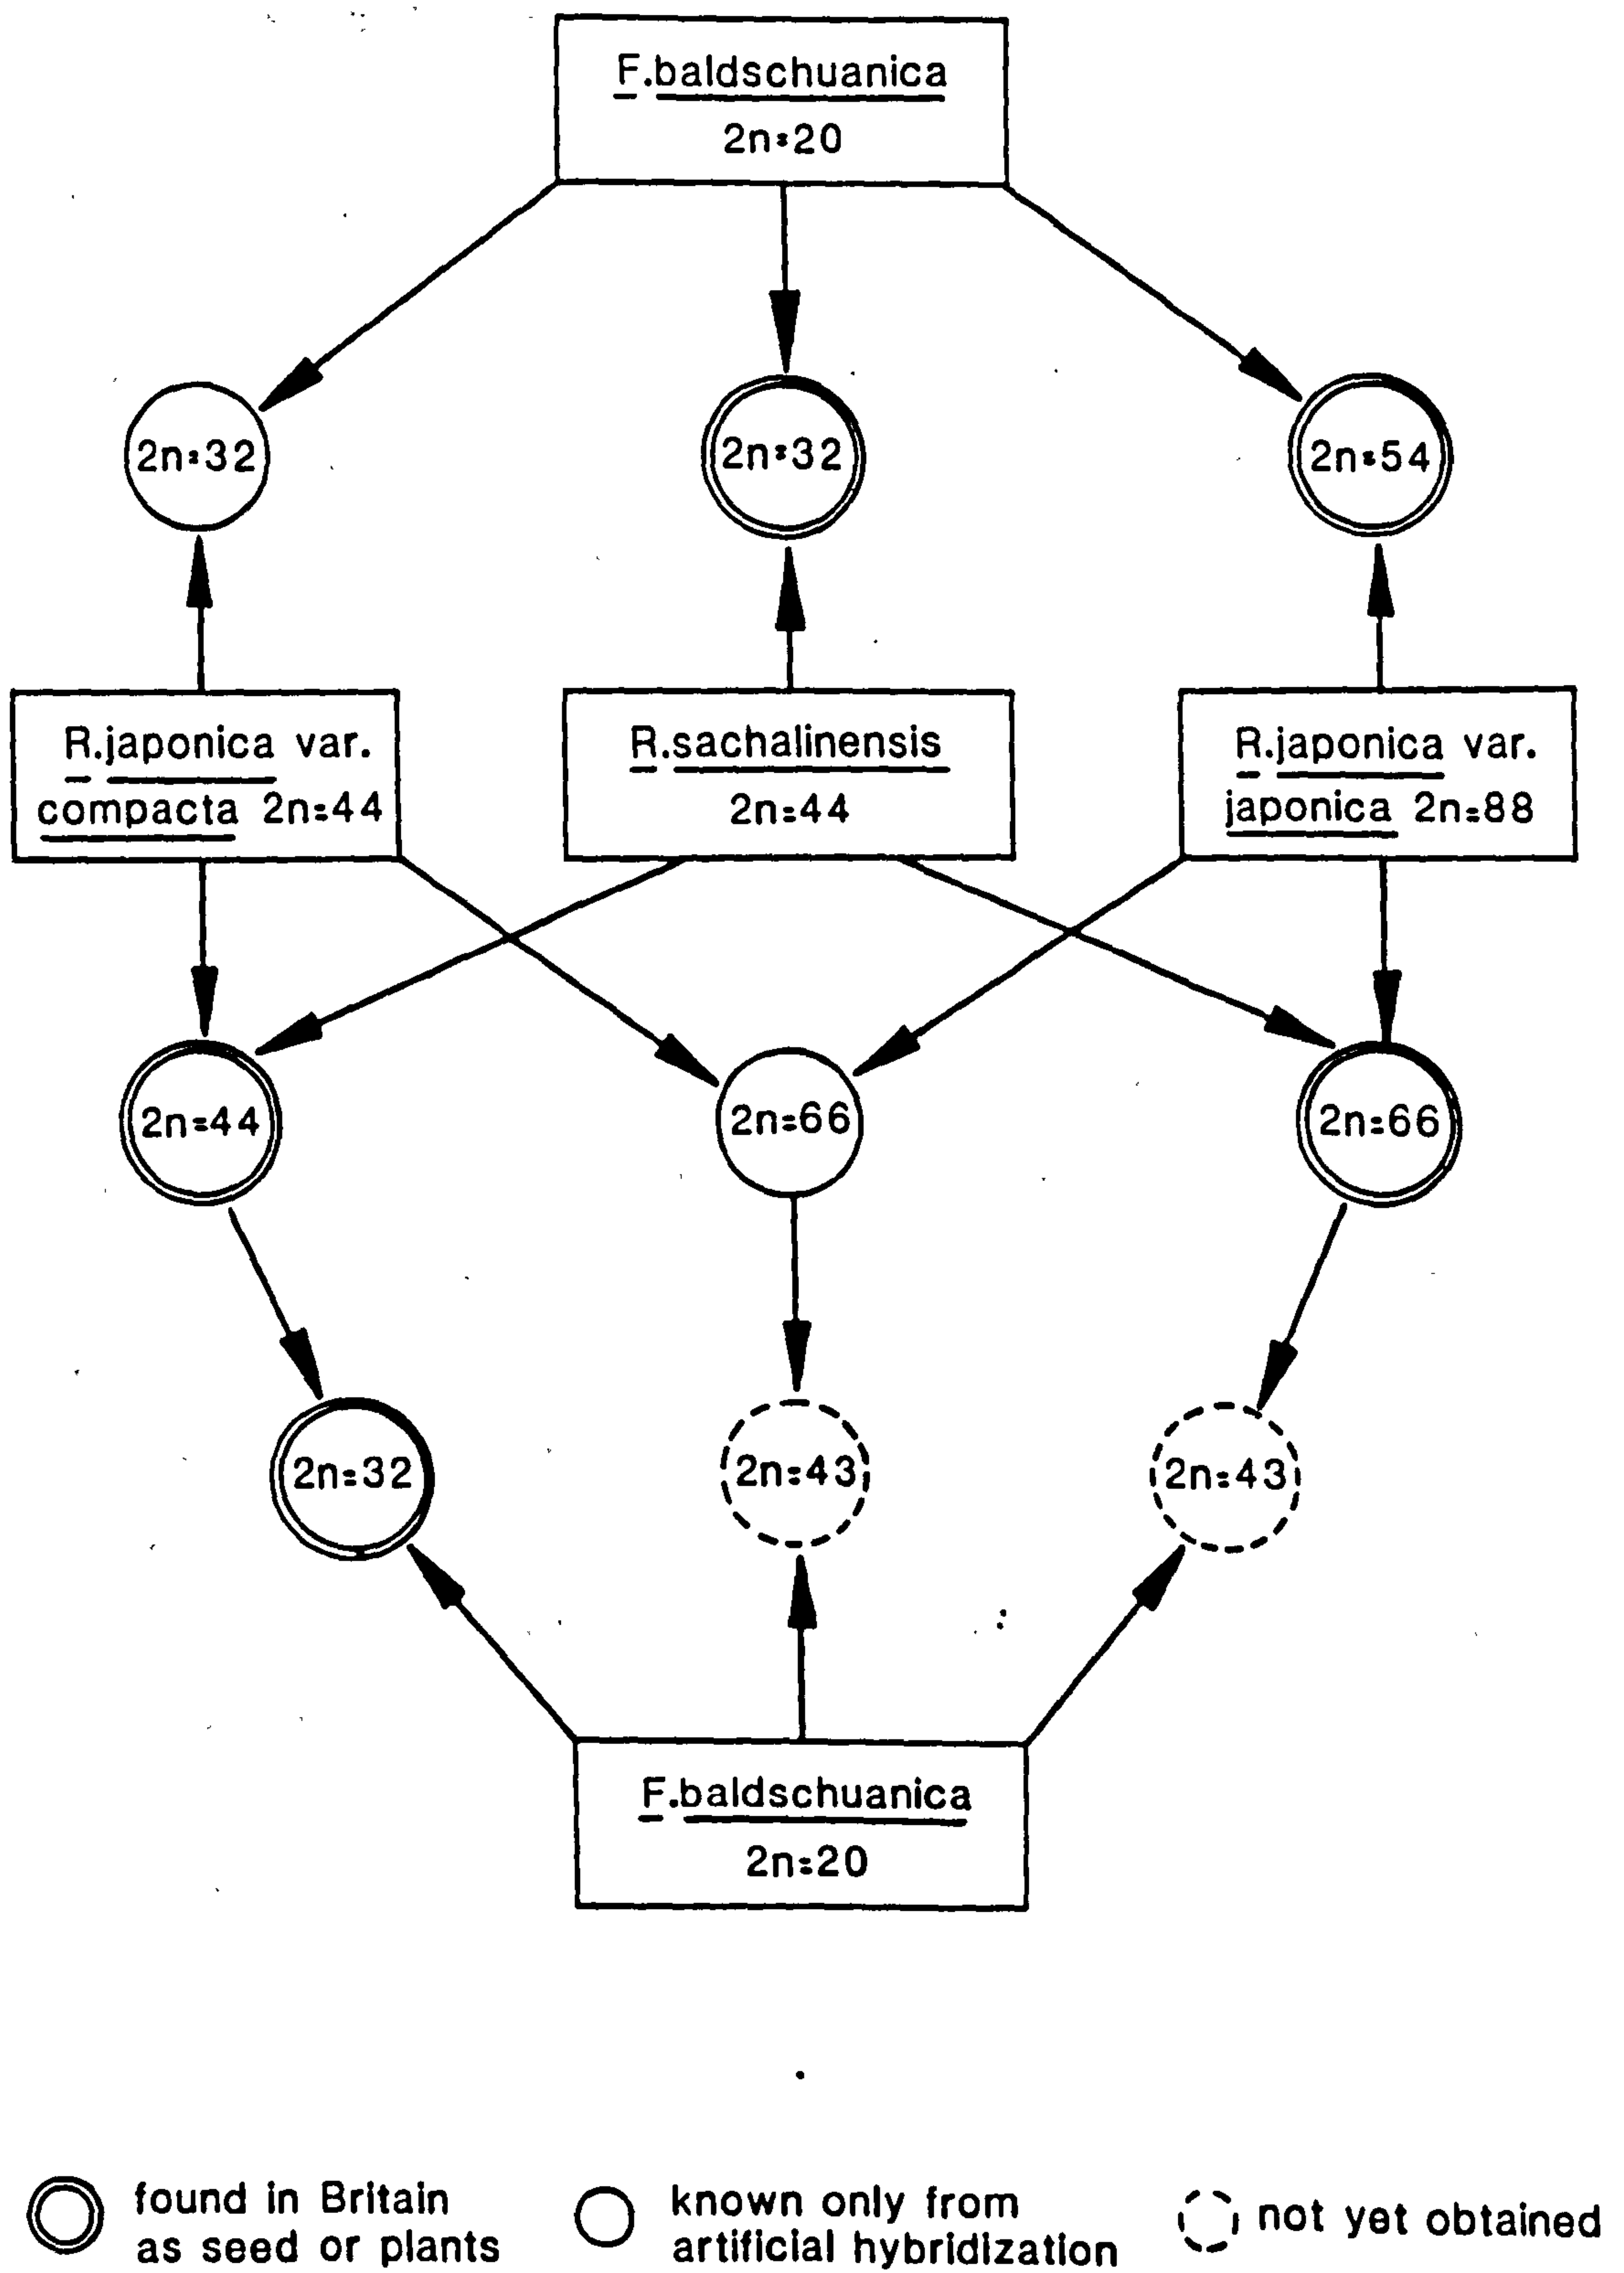 F.baldschuanica
2n=20
2n=32
2n=32
2n=54
R.japonica var.
compacta 2n=44
R.sachalinensis
2n=44
R.japonica var.
japonica 2n=88
2n=44
2n=66
2n=66
2n=32
2n=43
2n=43
F.baldschuanica
2n=20
found in Britain
as seed or plants
known only from
artificial hybridization
not yet obtained